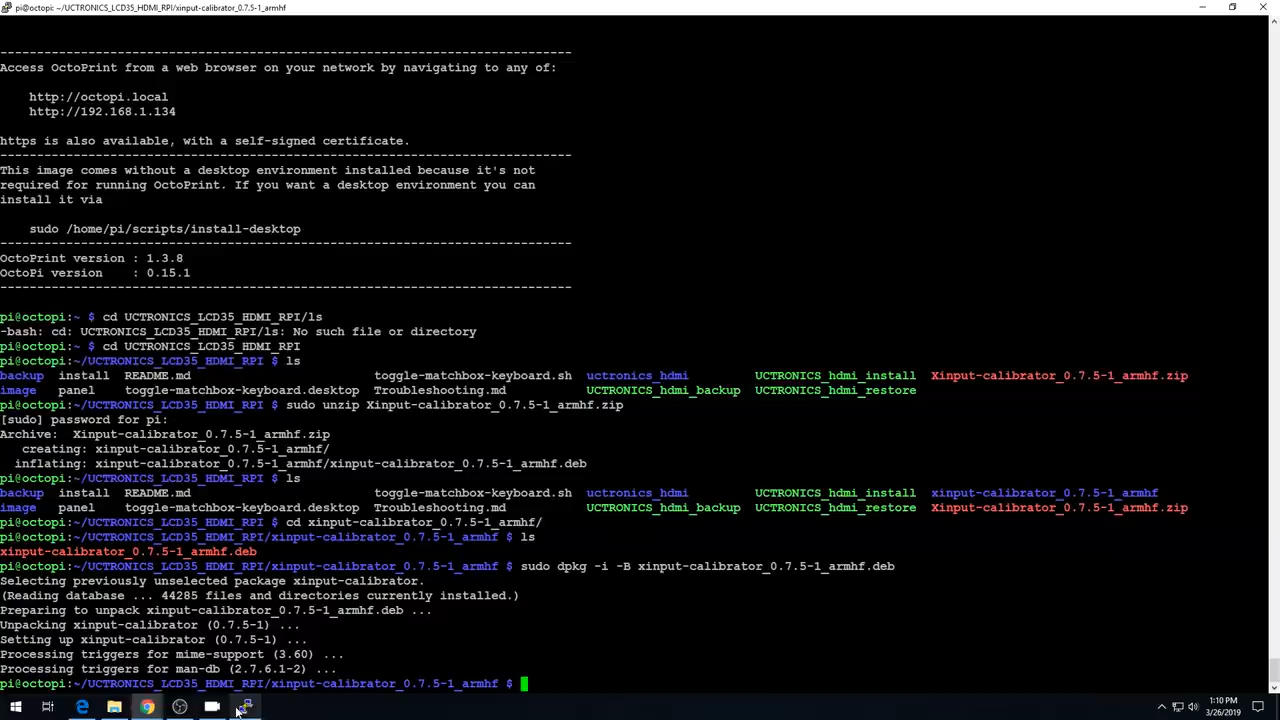 pi@octopi: ~/UCTRONICS_LCD35_HDMI_RPI/xinput-calibrator_0.7.5-1_armhf
------------------------------------------------------------------------------
Access OctoPrint from a web browser on your network by navigating to any of:
http://octopi.local
http://192.168.1.134
https is also available, with a self-signed certificate.
------------------------------------------------------------------------------
This image comes without a desktop environment installed because it's not
required for running OctoPrint. If you want a desktop environment you can
install it via
sudo /home/pi/scripts/install-desktop
------------------------------------------------------------------------------
OctoPrint version : 1.3.8
OctoPi version    : 0.15.1
------------------------------------------------------------------------------
pi@octopi:~ $ cd UCTRONICS_LCD35_HDMI_RPI/ls
-bash: cd: UCTRONICS_LCD35_HDMI_RPI/ls: No such file or directory
pi@octopi:~ $ cd UCTRONICS_LCD35_HDMI_RPI
pi@octopi:~/UCTRONICS_LCD35_HDMI_RPI $ ls
backup  install  README.md                       toggle-matchbox-keyboard.sh  uctronics_hdmi          UCTRONICS_hdmi_install  Xinput-calibrator_0.7.5-1_armhf.zip
image   panel    toggle-matchbox-keyboard.desktop  Troubleshooting.md           UCTRONICS_hdmi_backup  UCTRONICS_hdmi_restore
pi@octopi:~/UCTRONICS_LCD35_HDMI_RPI $ sudo unzip Xinput-calibrator_0.7.5-1_armhf.zip
[sudo] password for pi:
Archive:  Xinput-calibrator_0.7.5-1_armhf.zip
creating: xinput-calibrator_0.7.5-1_armhf/
inflating: xinput-calibrator_0.7.5-1_armhf/xinput-calibrator_0.7.5-1_armhf.deb
pi@octopi:~/UCTRONICS_LCD35_HDMI_RPI $ ls
backup  install  README.md                       toggle-matchbox-keyboard.sh  uctronics_hdmi          UCTRONICS_hdmi_install  xinput-calibrator_0.7.5-1_armhf
image   panel    toggle-matchbox-keyboard.desktop  Troubleshooting.md           UCTRONICS_hdmi_backup  UCTRONICS_hdmi_restore  Xinput-calibrator_0.7.5-1_armhf.zip
pi@octopi:~/UCTRONICS_LCD35_HDMI_RPI $ cd xinput-calibrator_0.7.5-1_armhf/
pi@octopi:~/UCTRONICS_LCD35_HDMI_RPI/xinput-calibrator_0.7.5-1_armhf $ ls
xinput-calibrator_0.7.5-1_armhf.deb
pi@octopi:~/UCTRONICS_LCD35_HDMI_RPI/xinput-calibrator_0.7.5-1_armhf $ sudo dpkg -i -B xinput-calibrator_0.7.5-1_armhf.deb
Selecting previously unselected package xinput-calibrator.
(Reading database ... 44285 files and directories currently installed.)
Preparing to unpack xinput-calibrator_0.7.5-1_armhf.deb ...
Unpacking xinput-calibrator (0.7.5-1) ...
Setting up xinput-calibrator (0.7.5-1) ...
Processing triggers for mime-support (3.60) ...
Processing triggers for man-db (2.7.6.1-2) ...
pi@octopi:~/UCTRONICS_LCD35_HDMI_RPI/xinput-calibrator_0.7.5-1_armhf $
1:10 PM
3/26/2019